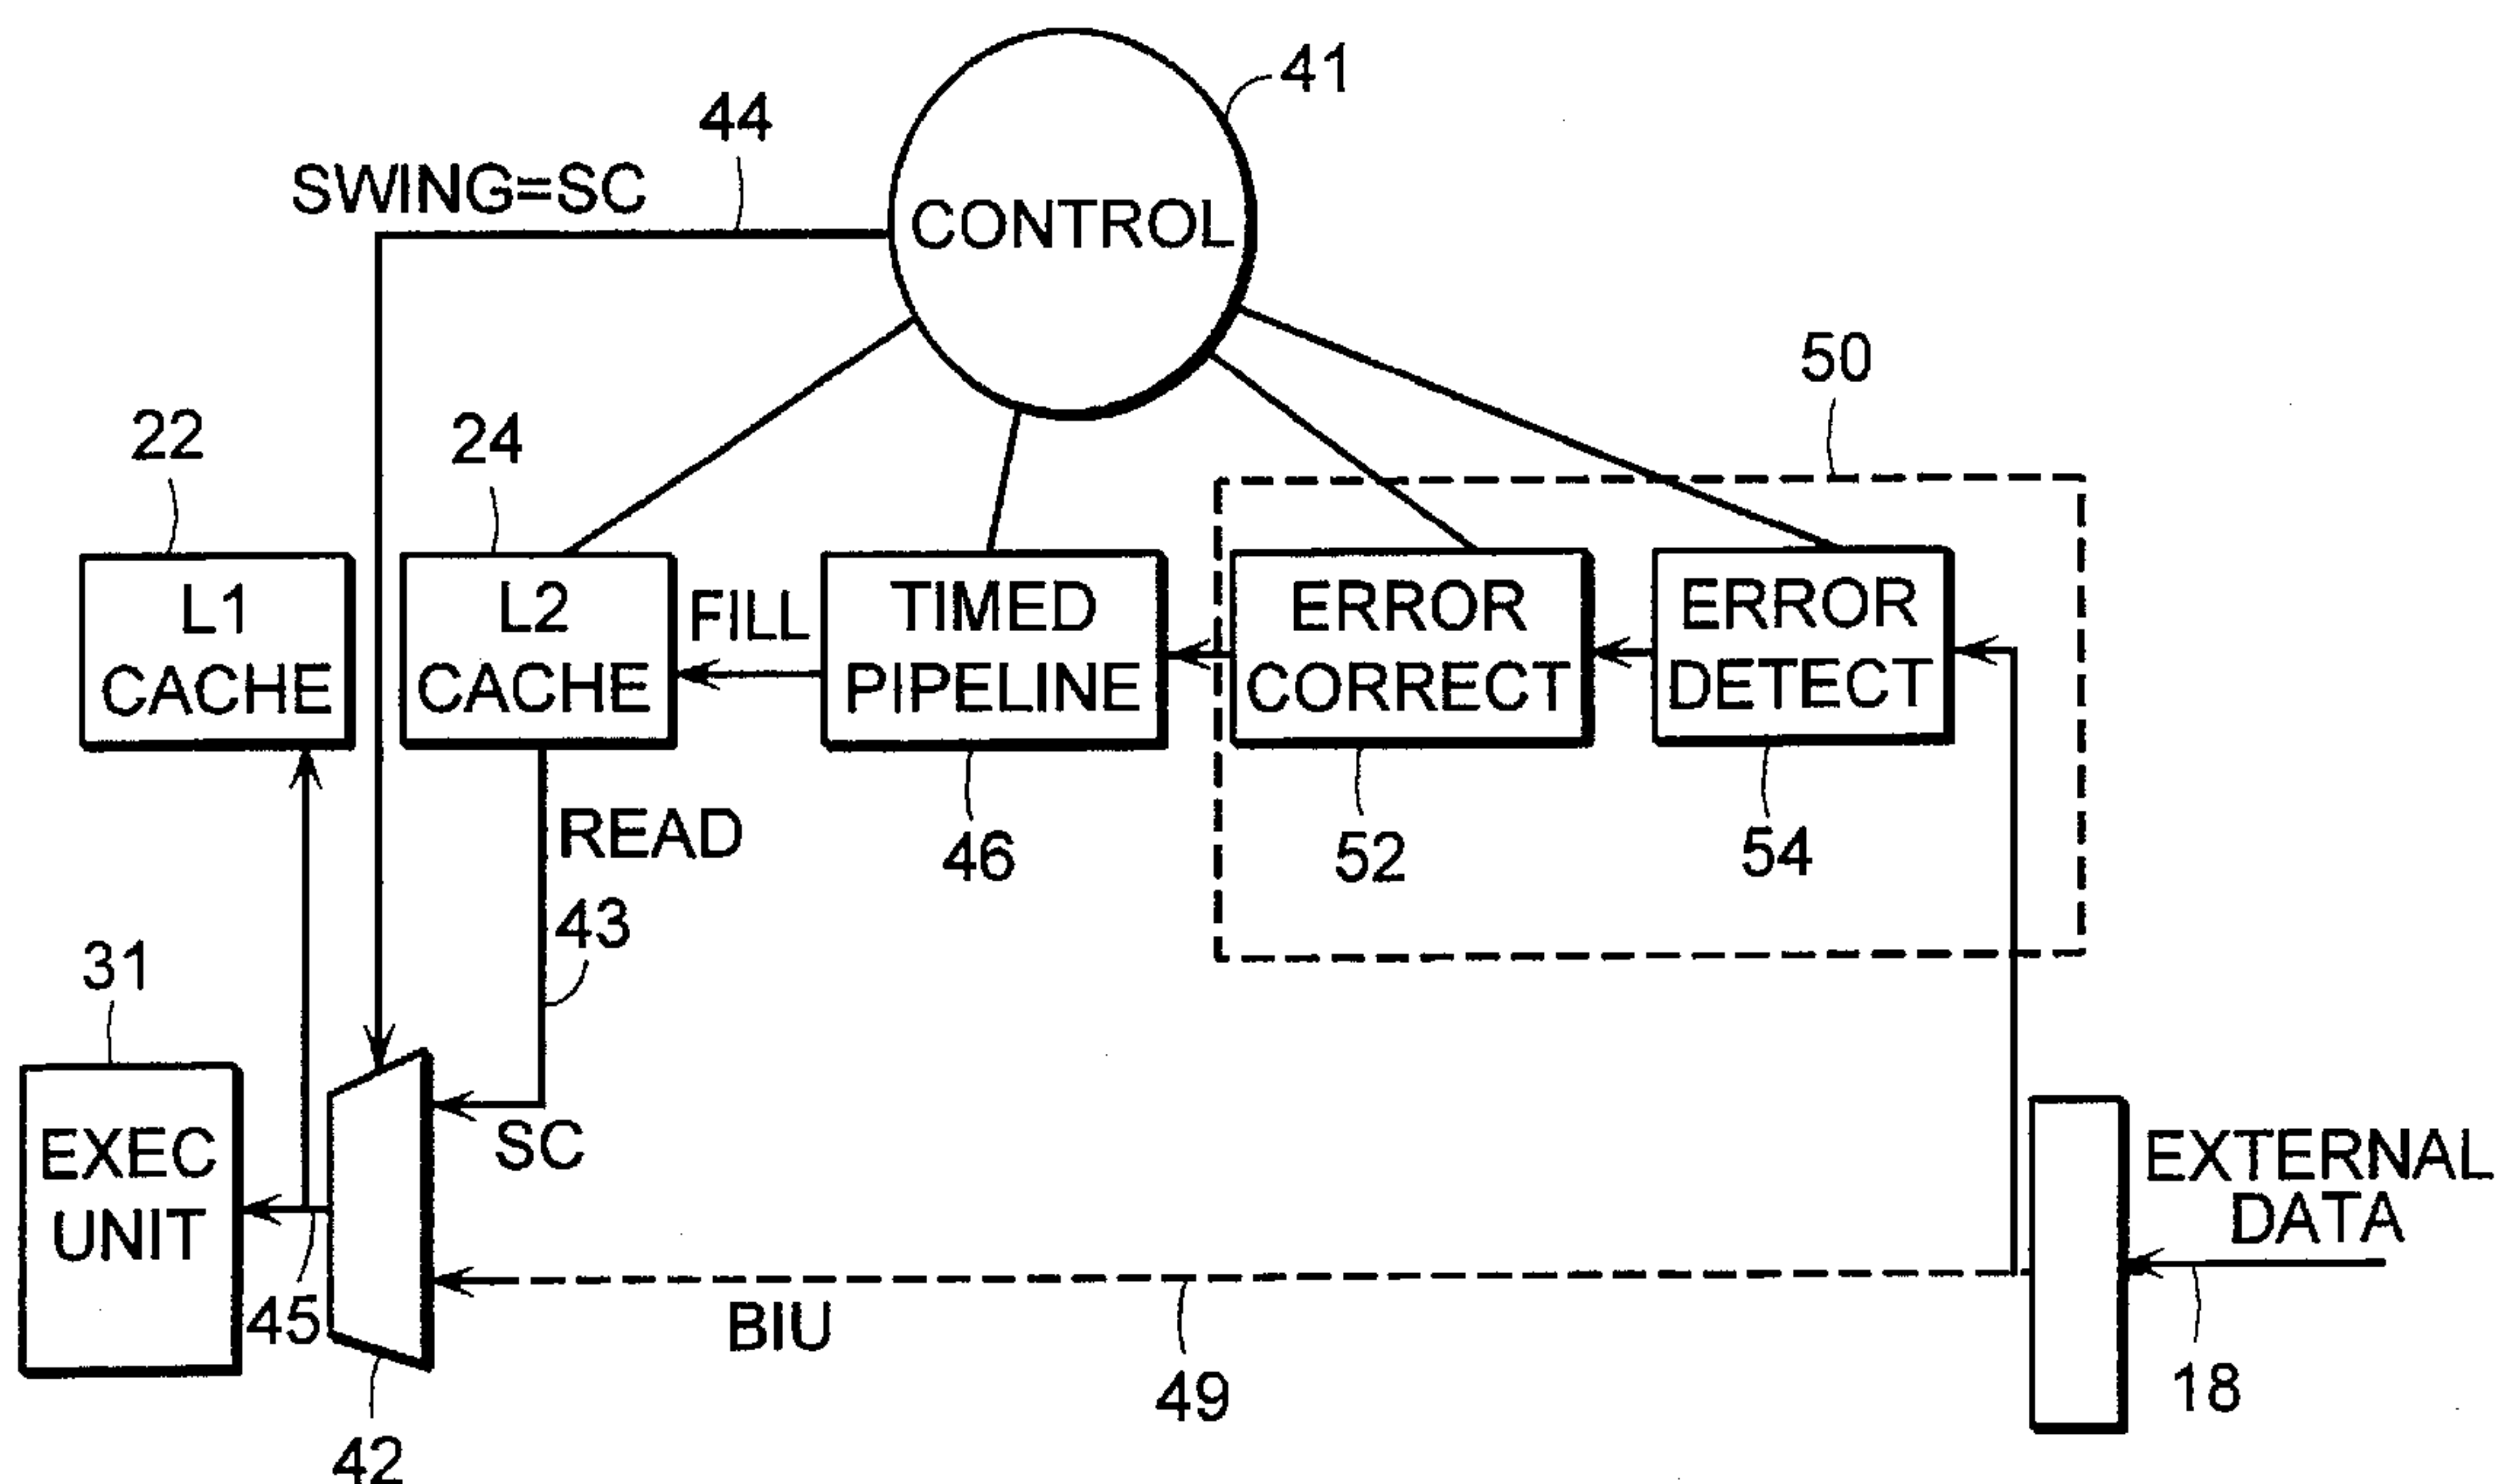 41
44
SWING=SC
CONTROL
50
22
24
L1
CACHE
L2
CACHE
FILL
TIMED
PIPELINE
ERROR
CORRECT
ERROR
DETECT
READ
46
52
54
43
31
SC
EXEC
UNIT
EXTERNAL
DATA
45
BIU
49
18
42